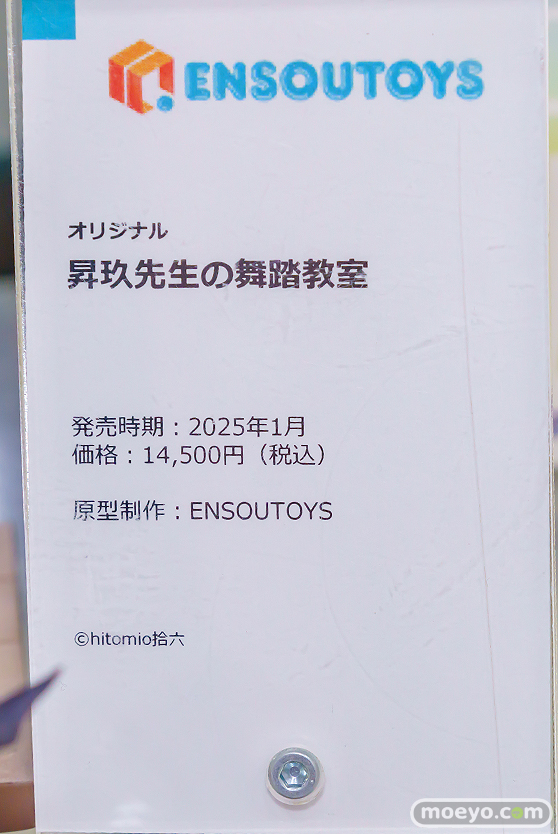 ENSOUTOYS
オリジナル
昇玖先生の舞踏教室
発売時期：2025年1月
価格：14,500円（税込）
原型制作：ENSOUTOYS
©hitomio拾六
moeyo.com